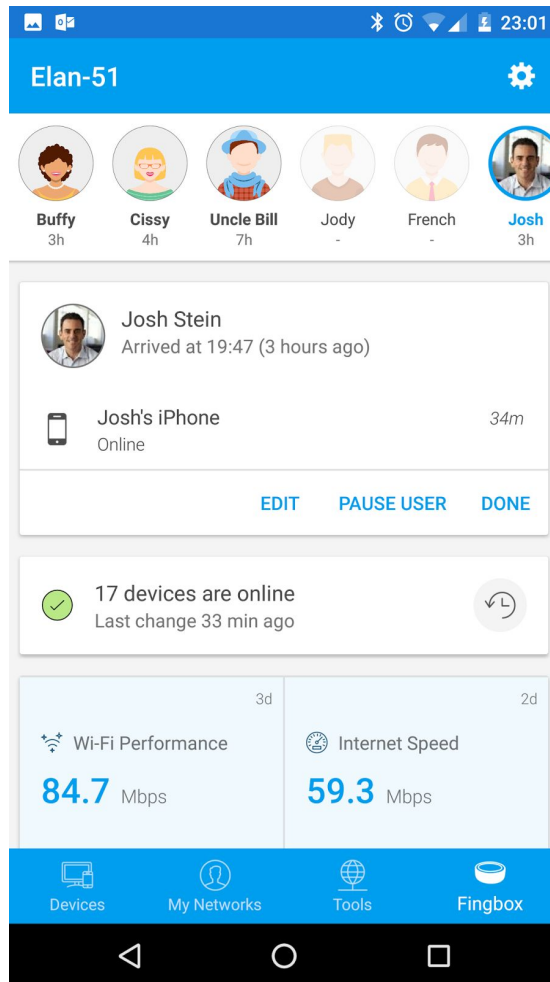 23:01
Elan-51
Buffy
3h
Cissy
4h
Uncle Bill
7h
Jody
-
French
-
Josh
3h
Josh Stein
Arrived at 19:47 (3 hours ago)
Josh's iPhone
34m
Online
EDIT PAUSE USER DONE
17 devices are online
Last change 33 min ago
3d
Wi-Fi Performance
84.7 Mbps
2d
Internet Speed
59.3 Mbps
Devices
My Networks
Tools
Fingbox